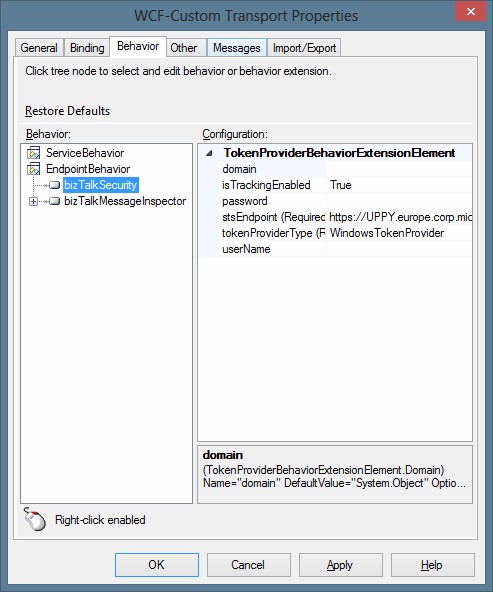 WCF-Custom Transport Properties
General Binding Behavior Other Messages Import/Export
Click tree node to select and edit behavior or behavior extension.
Restore Defaults
Behavior:
ServiceBehavior
EndpointBehavior
bizTalkSecurity
bizTalkMessageInspector
Configuration:
TokenProviderBehaviorExtensionElement
domain
isTrackingEnabled True
password
stsEndpoint (Required https://UPPY.europe.corp.mic
tokenProviderType (R WindowsTokenProvider
userName
domain
(TokenProviderBehaviorExtensionElement.Domain)
Name="domain" DefaultValue="System.Object" Optio...
Right-click enabled
OK Cancel Apply Help